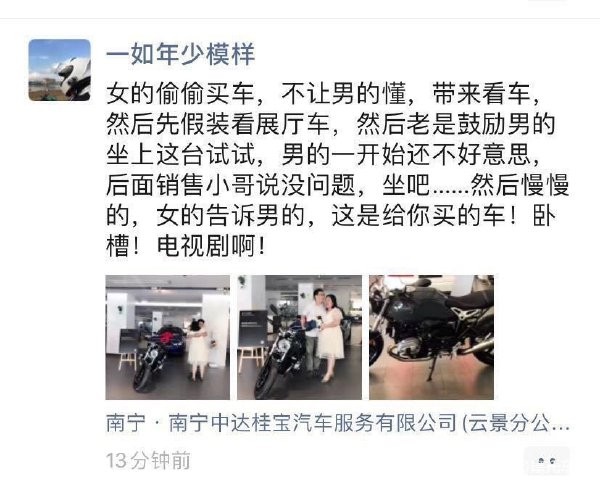 一如年少模样
女的偷偷买车，不让男的懂，带来看车，
然后先假装看展厅车，然后老是鼓励男的
坐上这台试试，男的一开始还不好意思，
后面销售小哥说没问题，坐吧......然后慢慢
的，女的告诉男的，这是给你买的车！卧
槽！电视剧啊！
南宁·南宁中达桂宝汽车服务有限公司(云景分公...
13分钟前